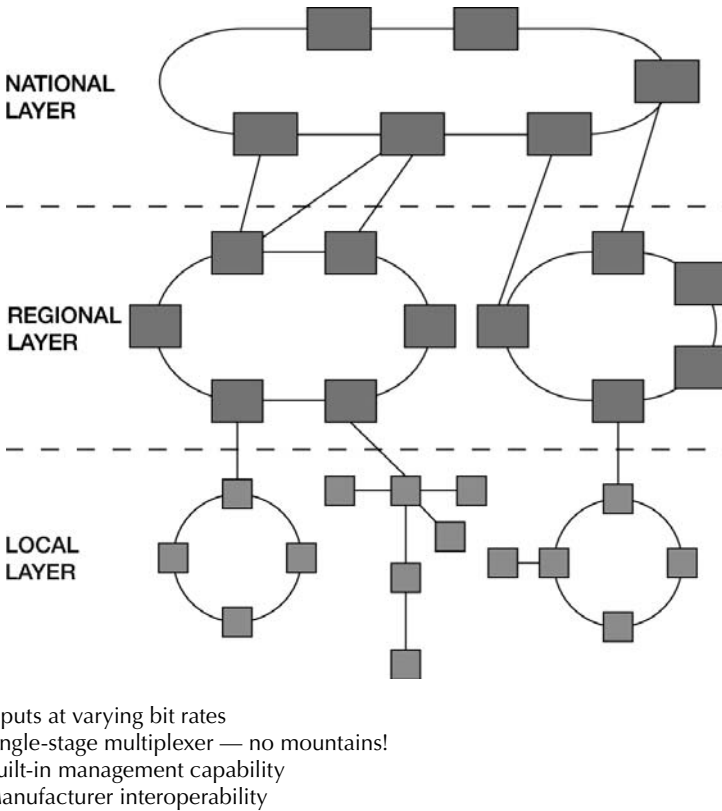 NATIONAL
LAYER
REGIONAL
LAYER
LOCAL
LAYER
puts at varying bit rates
ngle-stage multiplexer — no mountains!
uilt-in management capability
anufacturer interoperability